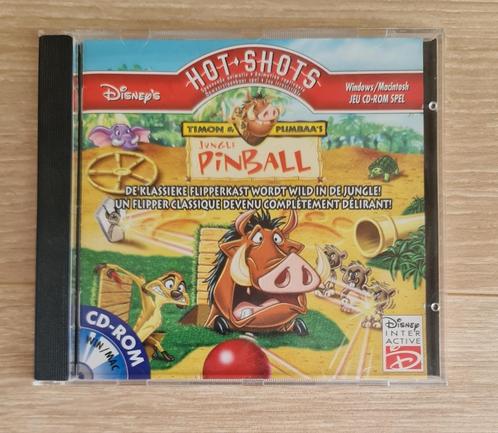 HOT SHOTS
DISNEY'S
Windows/Macintosh
JEU CD-ROM SPEL
TIMON & PUMBAA'S
JUNGLE
PINBALL
DE KLASSIEKE FLIPPERKAST WORDT WILD IN DE JUNGLE!
UN FLIPPER CLASSIQUE DEVENU COMPLÈTEMENT DÉLIRANT!
CD-ROM
WIN/MAC
DISNEY
INTER
ACTIVE